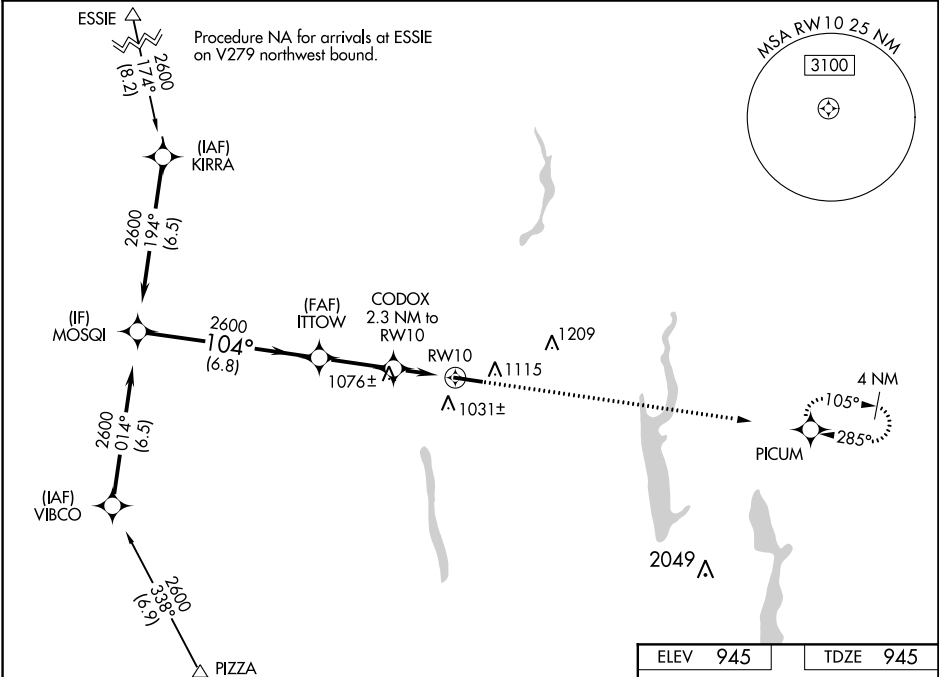 ESSIE
Procedure NA for arrivals at ESSIE
on V279 northwest bound.
2600
174°
(8.2)
MSA RW10 25 NM
3100
(IAF)
KIRRA
2600
194°
(6.5)
(IF)
MOSQI
2600
104°
(6.8)
(FAF)
ITTOW
CODOX
2.3 NM to
RW10
1076±
RW10
1115
1209
1031±
4 NM
105°
285°
PICUM
2600
014°
(6.5)
(IAF)
VIBCO
2600
338°
(6.9)
PIZZA
2049
ELEV 945
TDZE 945